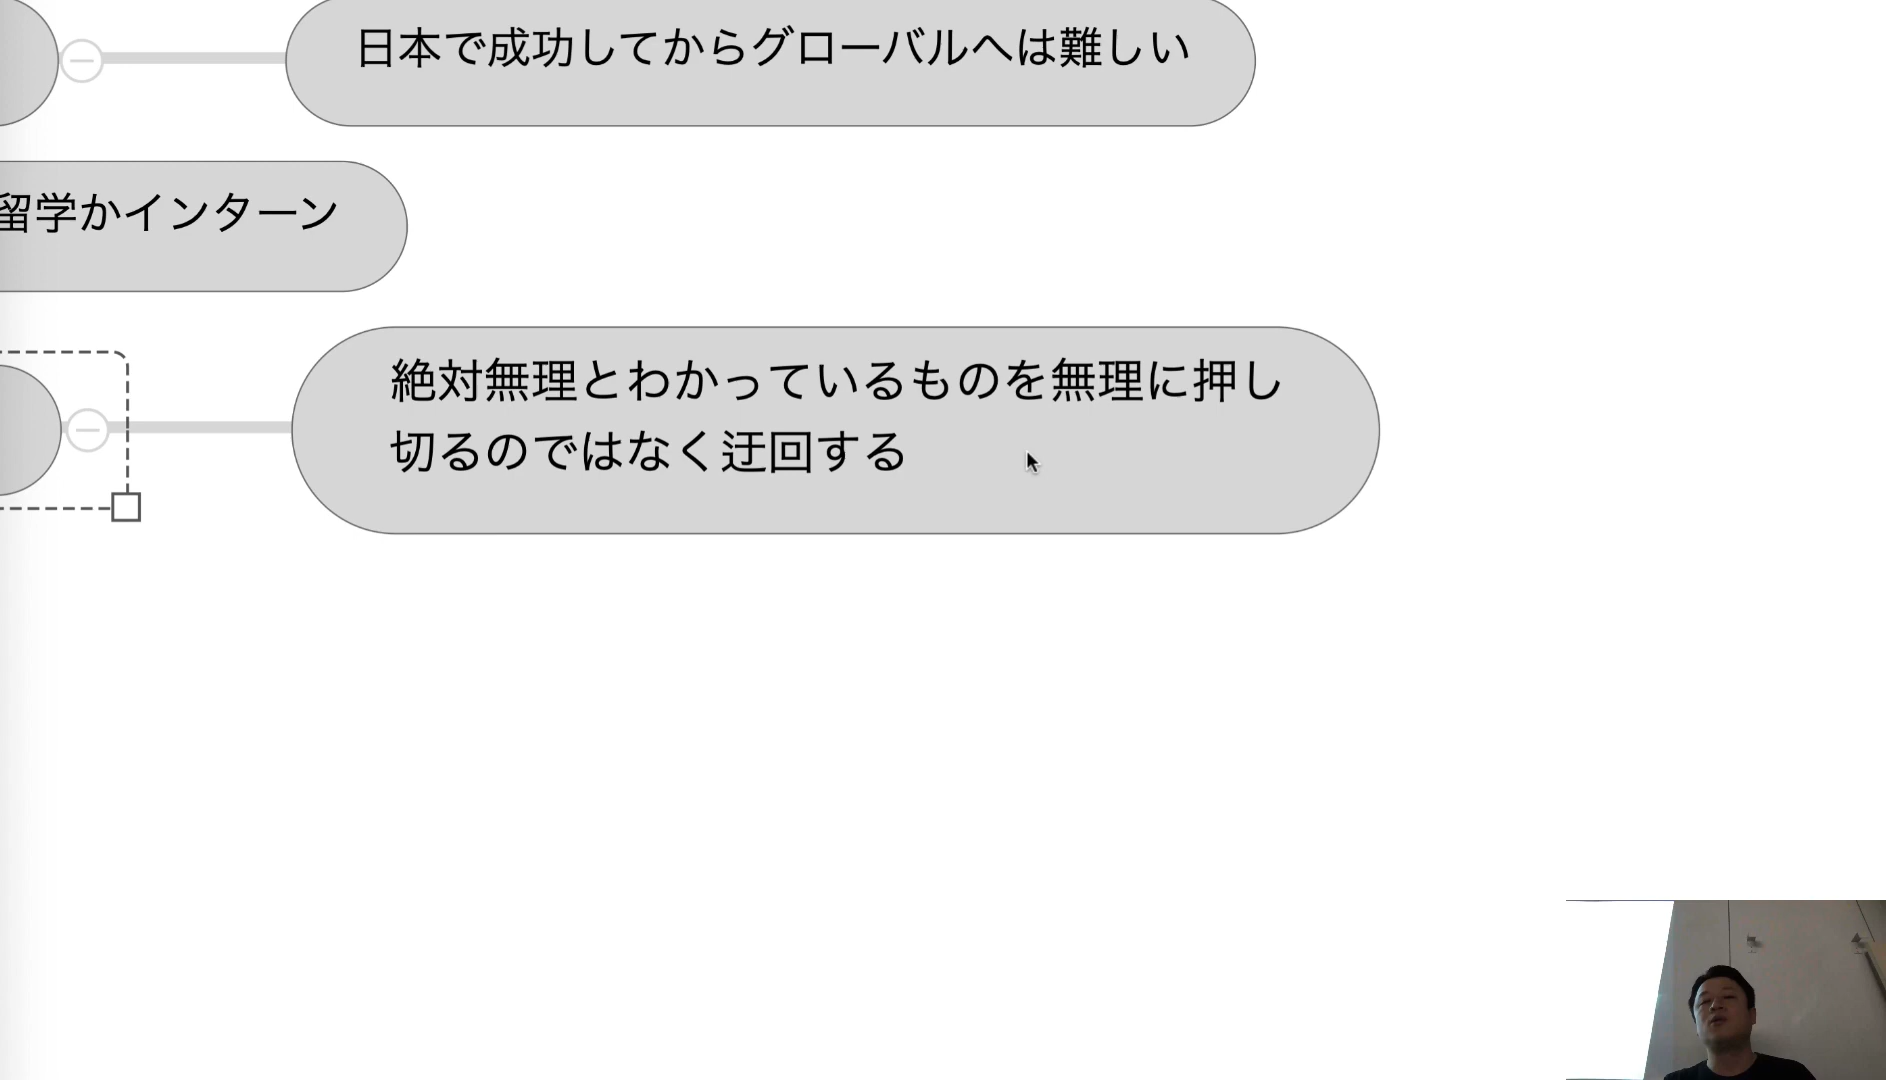 日本で成功してからグローバルへは難しい
留学かインターン
絶対無理とわかっているものを無理に押し
切るのではなく迂回する